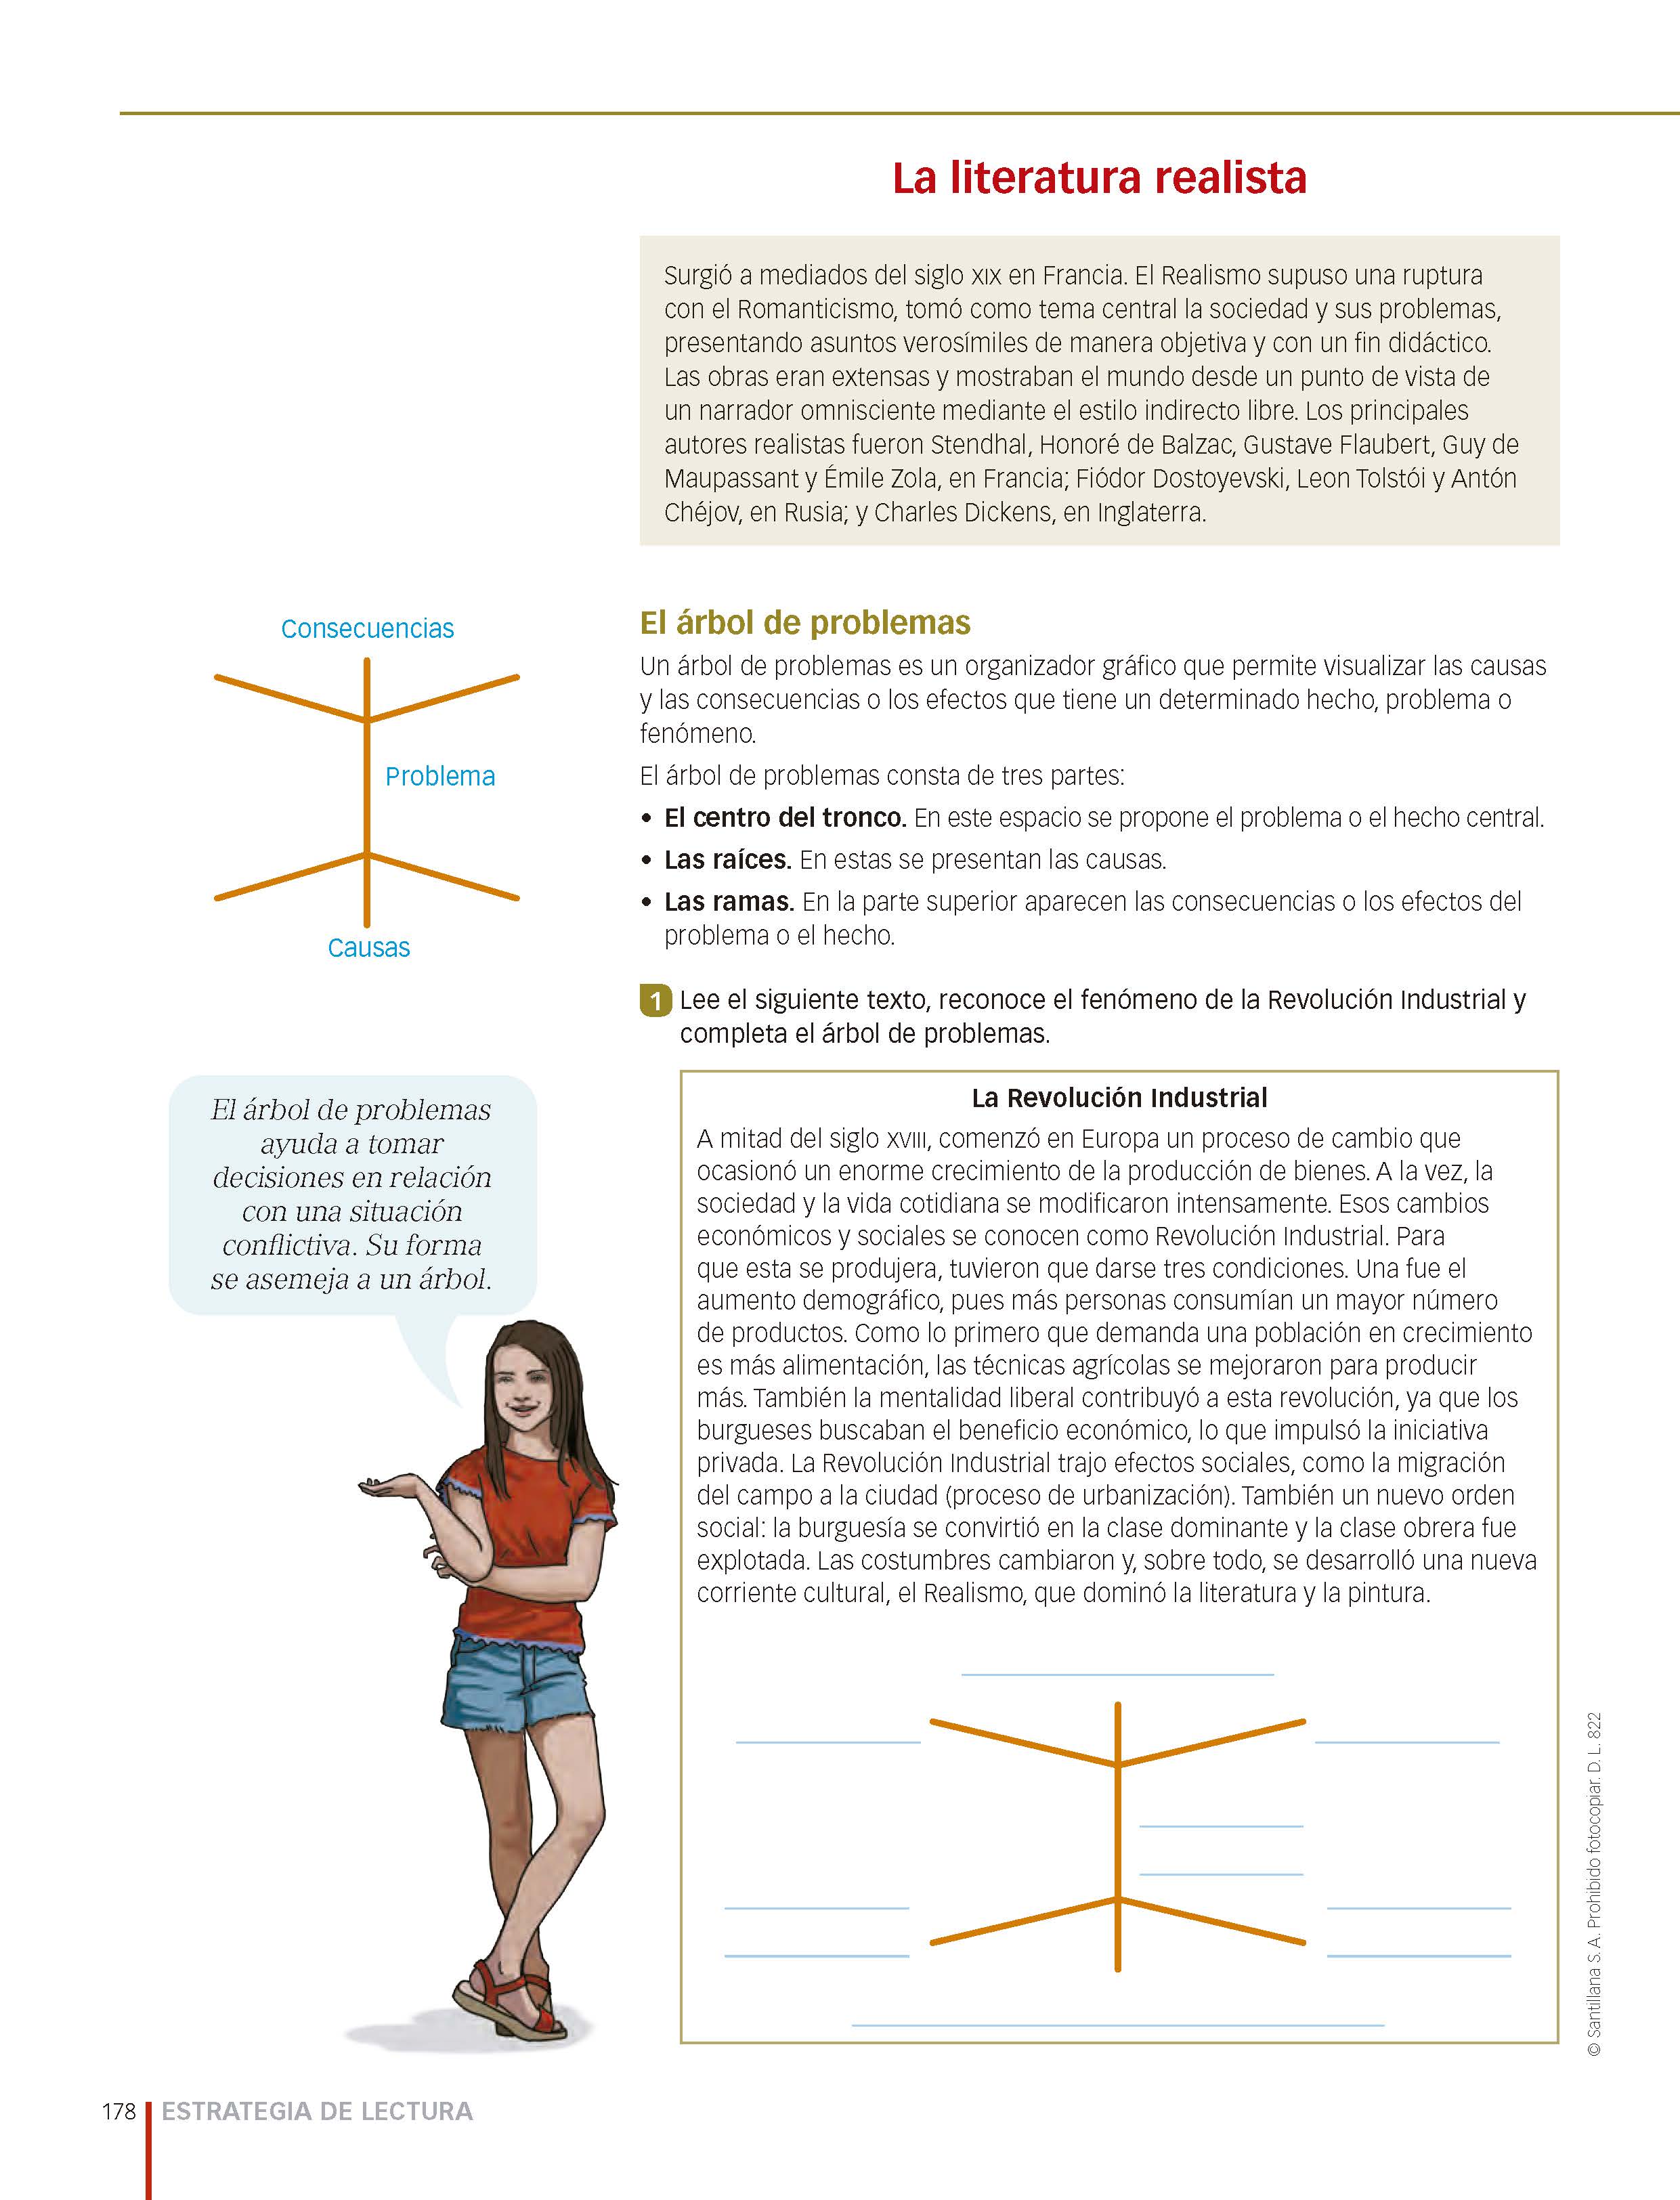 La literatura realista
Surgió a mediados del siglo XIX en Francia. El Realismo supuso una ruptura
con el Romanticismo, tomó como tema central la sociedad y sus problemas,
presentando asuntos verosímiles de manera objetiva y con un fin didáctico.
Las obras eran extensas y mostraban el mundo desde un punto de vista de
un narrador omnisciente mediante el estilo indirecto libre. Los principales
autores realistas fueron Stendhal, Honoré de Balzac, Gustave Flaubert, Guy de
Maupassant y Émile Zola, en Francia; Fiódor Dostoyevski, Leon Tolstói y Antón
Chéjov, en Rusia; y Charles Dickens, en Inglaterra.
Consecuencias
Problema
Causas
El árbol de problemas
Un árbol de problemas es un organizador gráfico que permite visualizar las causas
y las consecuencias o los efectos que tiene un determinado hecho, problema o
fenómeno.
El árbol de problemas consta de tres partes:
• El centro del tronco. En este espacio se propone el problema o el hecho central.
• Las raíces. En estas se presentan las causas.
• Las ramas. En la parte superior aparecen las consecuencias o los efectos del
problema o el hecho.
1 Lee el siguiente texto, reconoce el fenómeno de la Revolución Industrial y
completa el árbol de problemas.
El árbol de problemas
ayuda a tomar
decisiones en relación
con una situación
conflictiva. Su forma
se asemeja a un árbol.
La Revolución Industrial
A mitad del siglo XVIII, comenzó en Europa un proceso de cambio que
ocasionó un enorme crecimiento de la producción de bienes. A la vez, la
sociedad y la vida cotidiana se modificaron intensamente. Esos cambios
económicos y sociales se conocen como Revolución Industrial. Para
que esta se produjera, tuvieron que darse tres condiciones. Una fue el
aumento demográfico, pues más personas consumían un mayor número
de productos. Como lo primero que demanda una población en crecimiento
es más alimentación, las técnicas agrícolas se mejoraron para producir
más. También la mentalidad liberal contribuyó a esta revolución, ya que los
burgueses buscaban el beneficio económico, lo que impulsó la iniciativa
privada. La Revolución Industrial trajo efectos sociales, como la migración
del campo a la ciudad (proceso de urbanización). También un nuevo orden
social: la burguesía se convirtió en la clase dominante y la clase obrera fue
explotada. Las costumbres cambiaron y, sobre todo, se desarrolló una nueva
corriente cultural, el Realismo, que dominó la literatura y la pintura.
© Santillana S. A. Prohibido fotocopiar. D. L. 822
178 ESTRATEGIA DE LECTURA